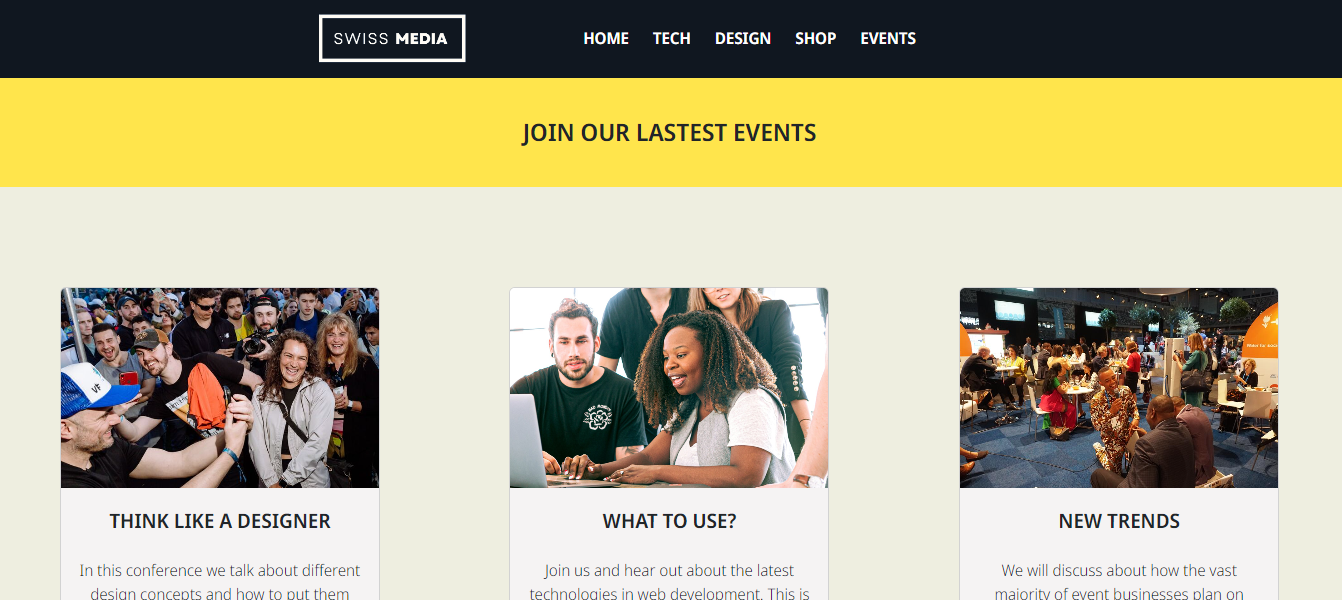 SWISS MEDIA
HOME TECH DESIGN SHOP EVENTS
JOIN OUR LASTEST EVENTS
VF
THINK LIKE A DESIGNER
In this conference we talk about different
design concepts and how to put them
WHAT TO USE?
Join us and hear out about the latest
technologies in web development. This is
NEW TRENDS
We will discuss about how the vast
majority of event businesses plan on